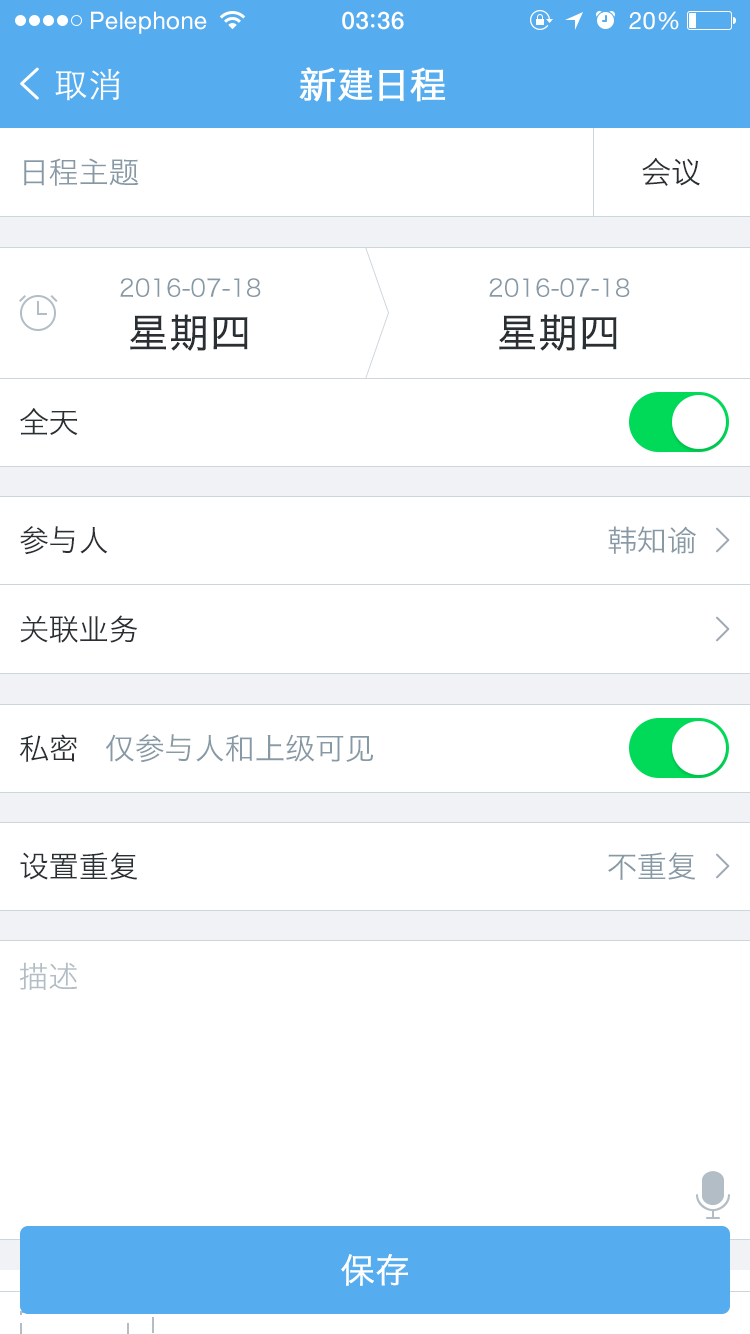 Pelephone 03:36 20%
取消 新建日程
日程主题 会议
2016-07-18 2016-07-18
星期四 星期四
全天
参与人 韩知谕
关联业务
私密 仅参与人和上级可见
设置重复 不重复
描述
保存